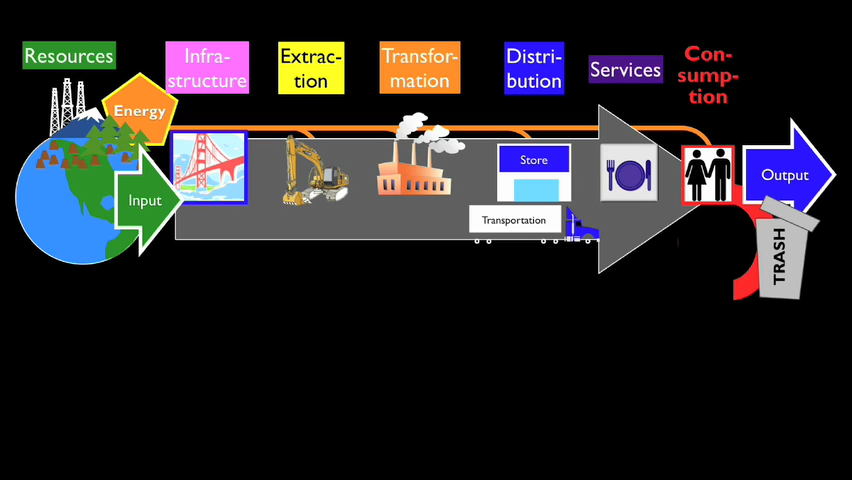 Resources
Infra-
structure
Extrac-
tion
Transfor-
mation
Distri-
bution
Services
Con-
sump-
tion
Energy
Input
Store
Transportation
Output
TRASH